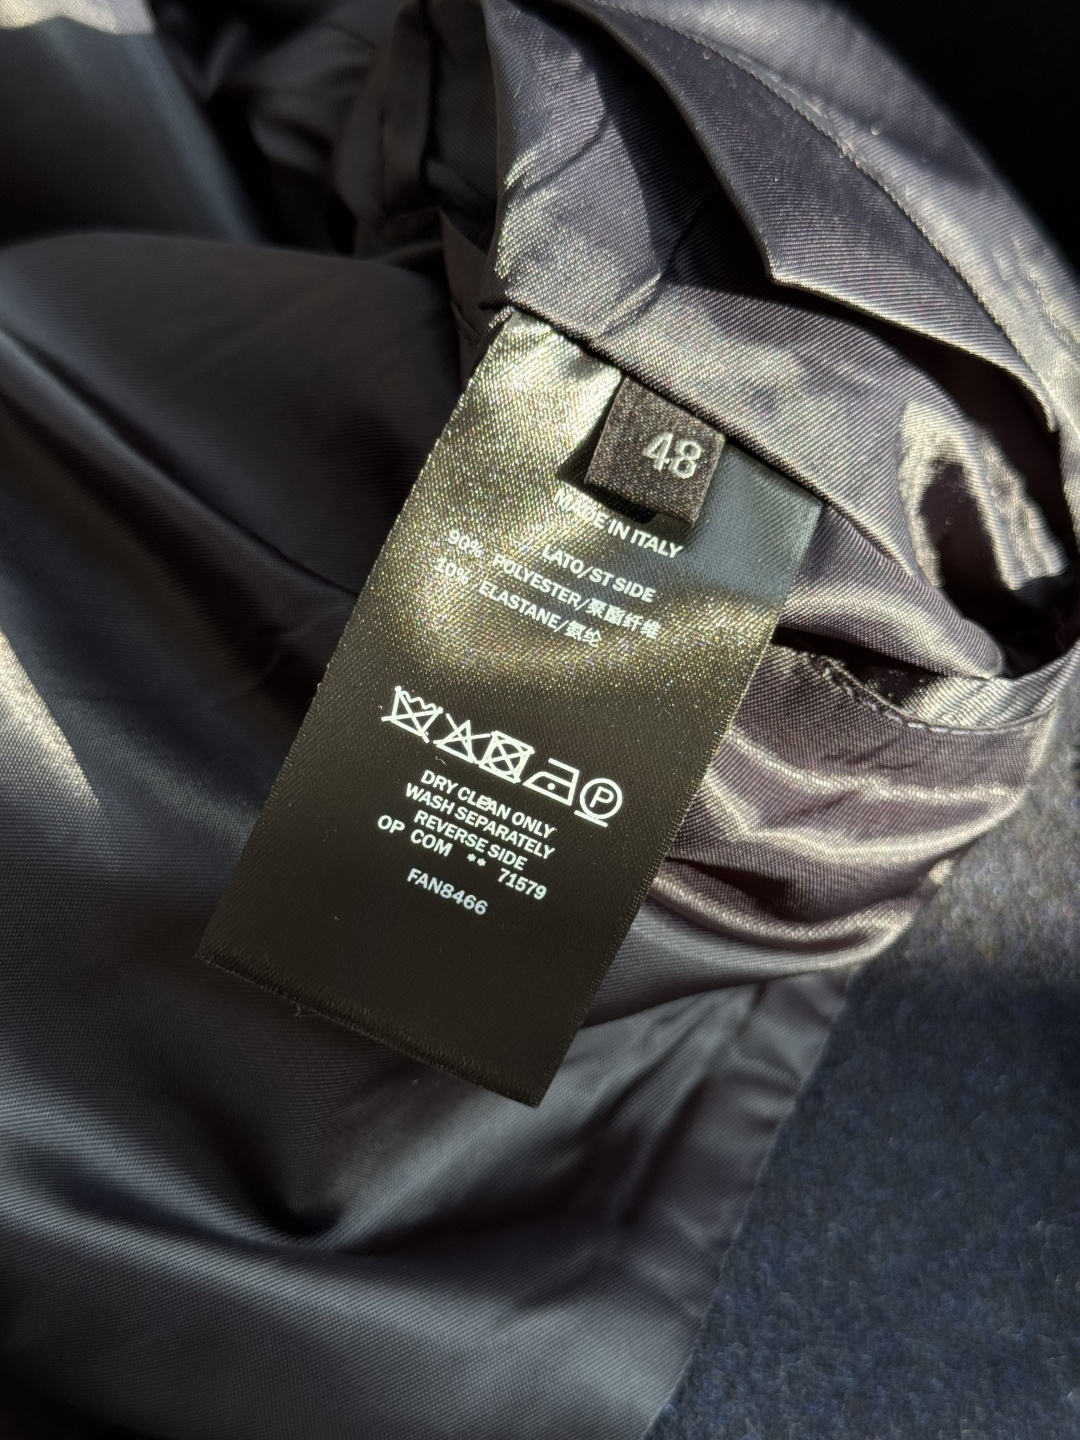 48
MADE IN ITALY
LATO/ST SIDE
90% POLYESTER/聚酯纤维
10% ELASTANE/氨纶
P
DRY CLEAN ONLY
WASH SEPARATELY
REVERSE SIDE
OP COM ** 71579
FAN8466